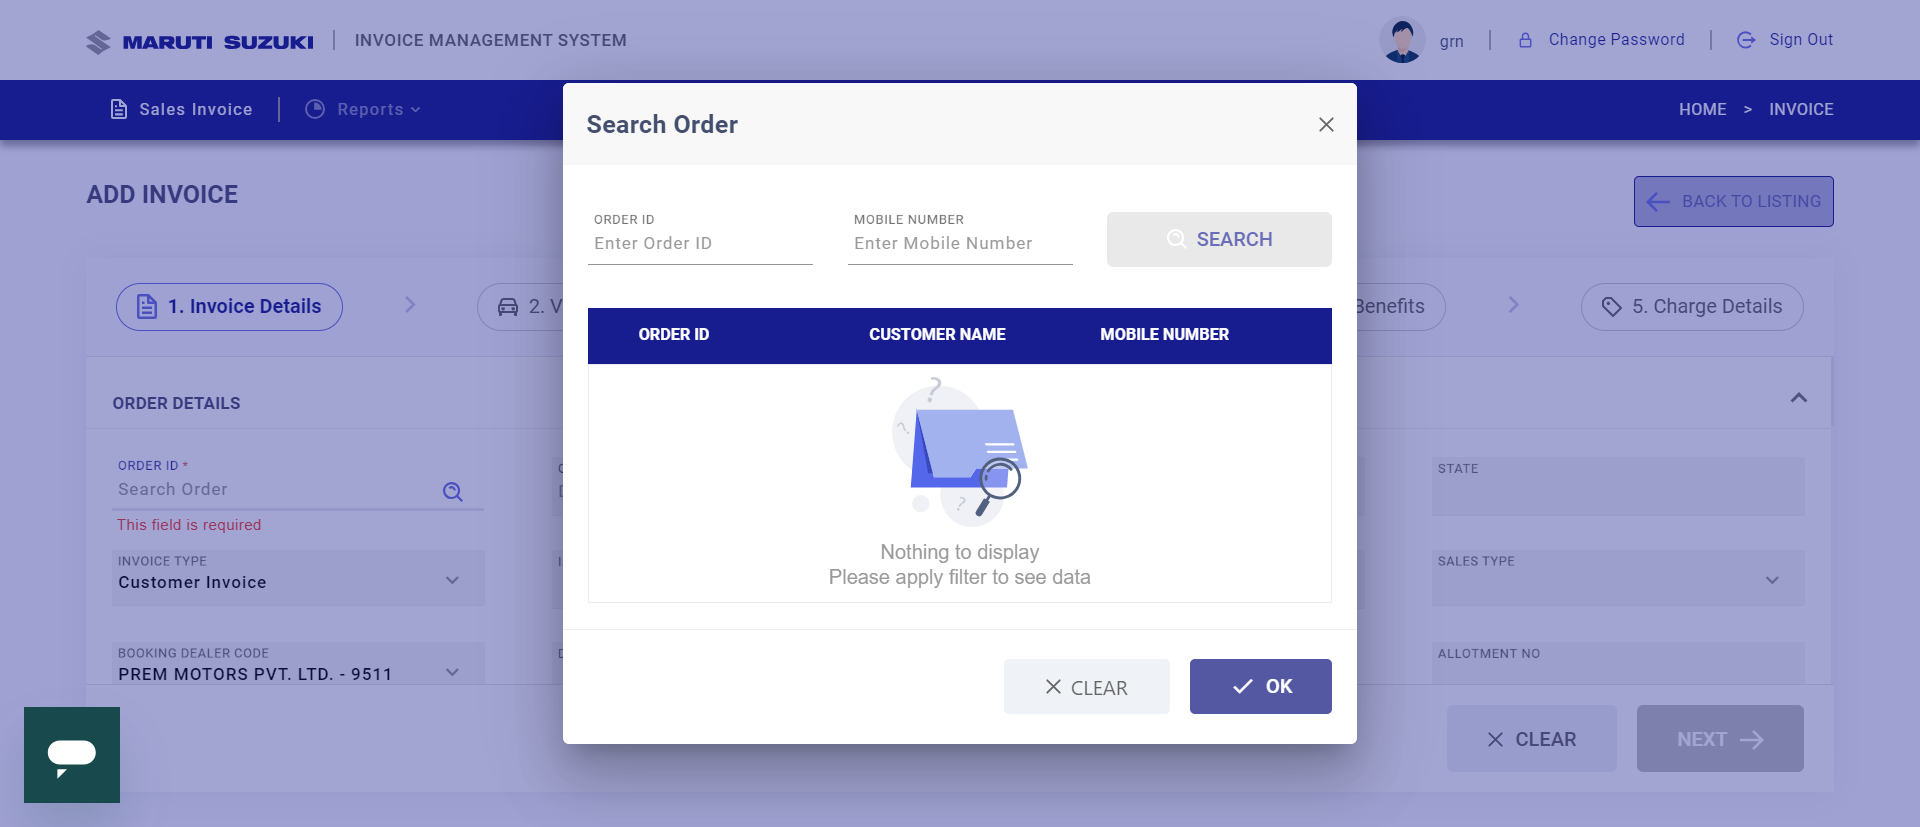 MARUTI SUZUKI
INVOICE MANAGEMENT SYSTEM
grn
Change Password
Sign Out
Sales Invoice
Reports
HOME > INVOICE
ADD INVOICE
BACK TO LISTING
1. Invoice Details
2. V
Benefits
5. Charge Details
ORDER DETAILS
ORDER ID *
Search Order
This field is required
STATE
INVOICE TYPE
Customer Invoice
SALES TYPE
BOOKING DEALER CODE
PREM MOTORS PVT. LTD. - 9511
ALLOTMENT NO
CLEAR
NEXT
Search Order
ORDER ID
Enter Order ID
MOBILE NUMBER
Enter Mobile Number
SEARCH
ORDER ID
CUSTOMER NAME
MOBILE NUMBER
Nothing to display
Please apply filter to see data
CLEAR
OK